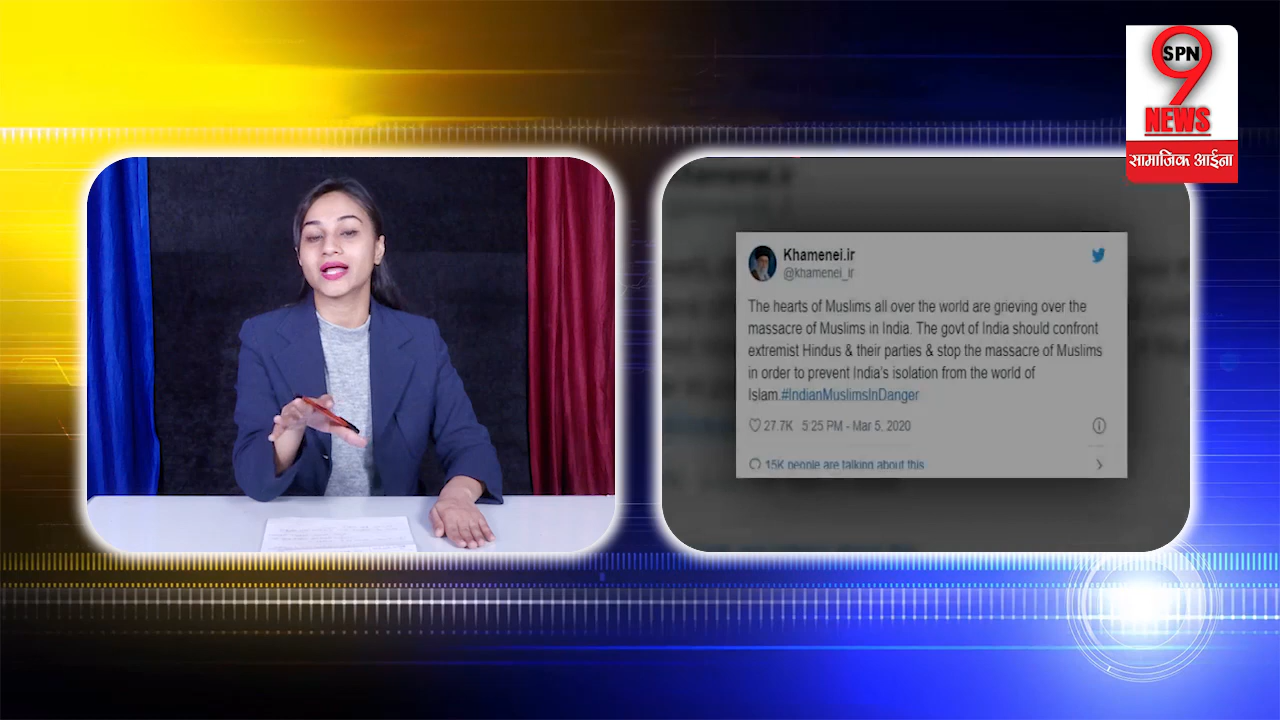 SPN
9
NEWS
सामाजिक आईना
Khamenei.ir
@khamenei_ir
The hearts of Muslims all over the world are grieving over the
massacre of Muslims in India. The govt of India should confront
extremist Hindus & their parties & stop the massacre of Muslims
in order to prevent India's isolation from the world of
Islam.#IndianMuslimsInDanger
27.7K 5:25 PM - Mar 5, 2020
15K people are talking about this